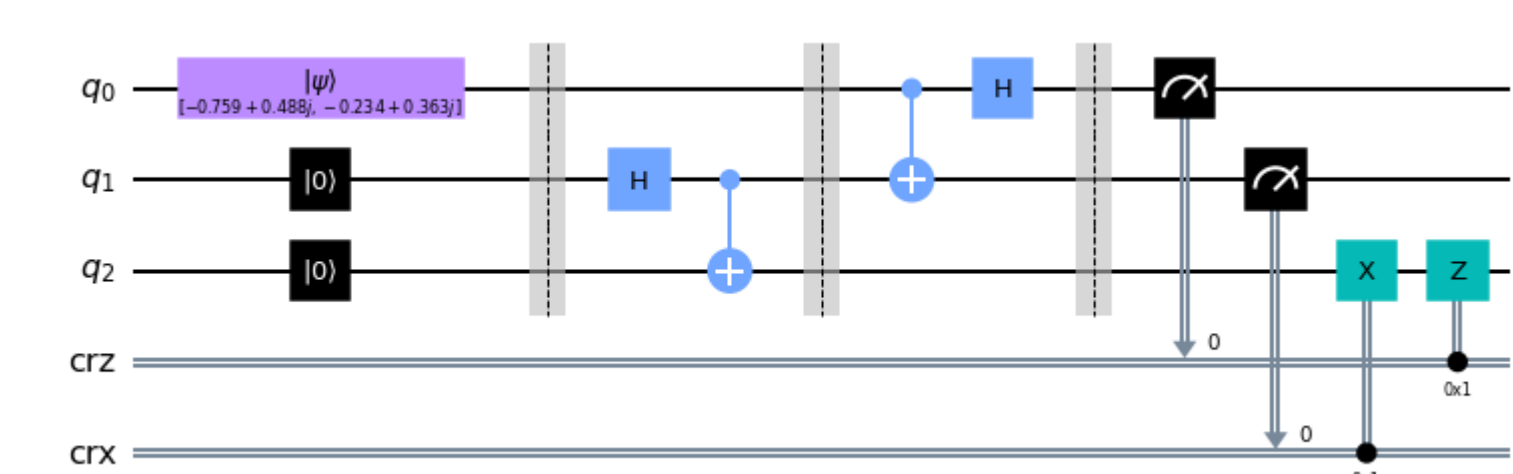 |ψ⟩
q0 [−0.759 + 0.488j, −0.234 + 0.363j] H
q1 |0⟩ H
q2 |0⟩ X Z
0
crz
0x1
0
crx